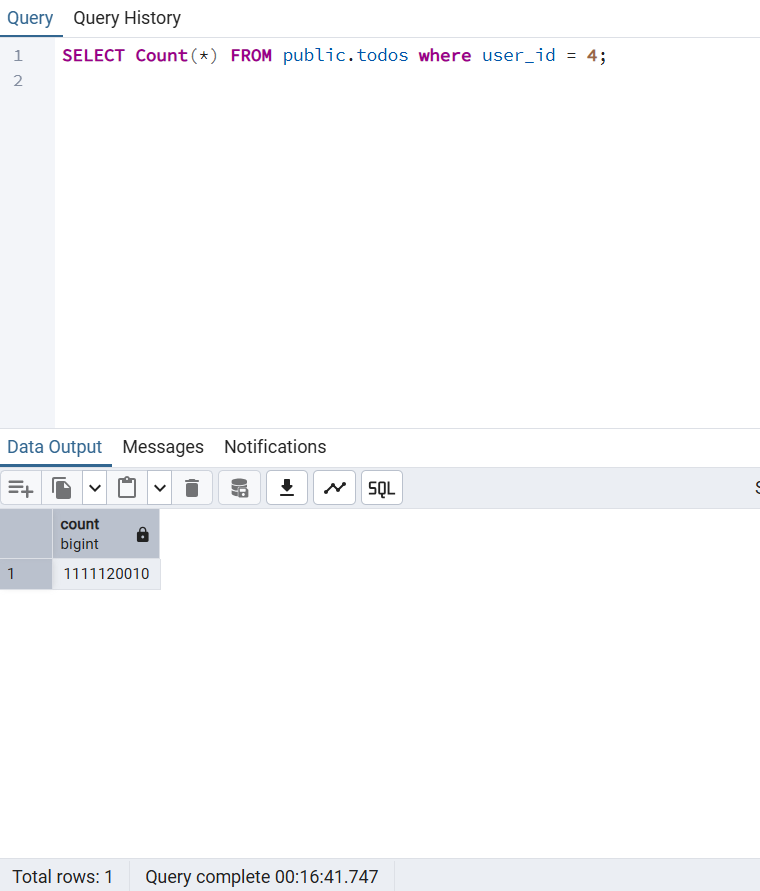 Query Query History
1 SELECT Count(*) FROM public.todos where user_id = 4;
2
Data Output Messages Notifications
SQL
count
bigint
1 1111120010
Total rows: 1 Query complete 00:16:41.747